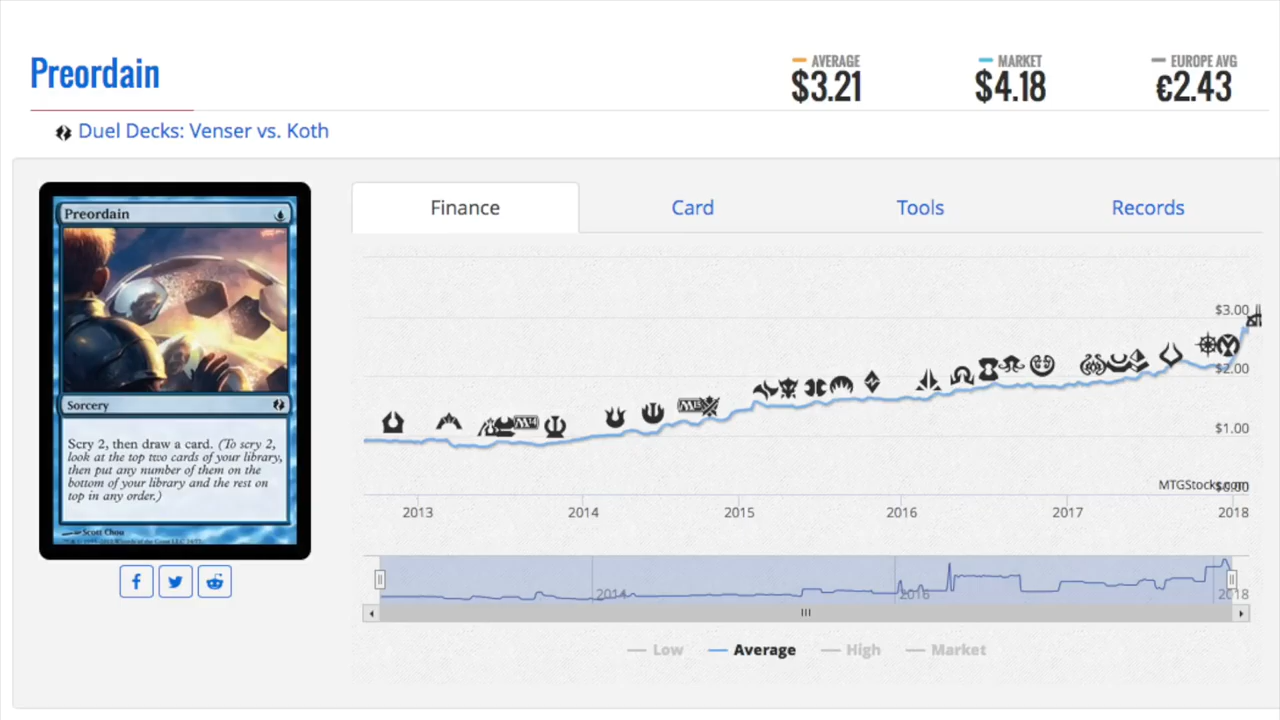 Preordain
AVERAGE
$3.21
MARKET
$4.18
EUROPE AVG
€2.43
Duel Decks: Venser vs. Koth
Finance
Card
Tools
Records
Preordain
Sorcery
Scry 2, then draw a card. (To scry 2,
look at the top two cards of your library,
then put any number of them on the
bottom of your library and the rest on
top in any order.)
Scott Chou
$3.00
$2.00
$1.00
$0.00
MTGStocks.com
2013
2014
2015
2016
2017
2018
2014
2016
2018
Low
Average
High
Market